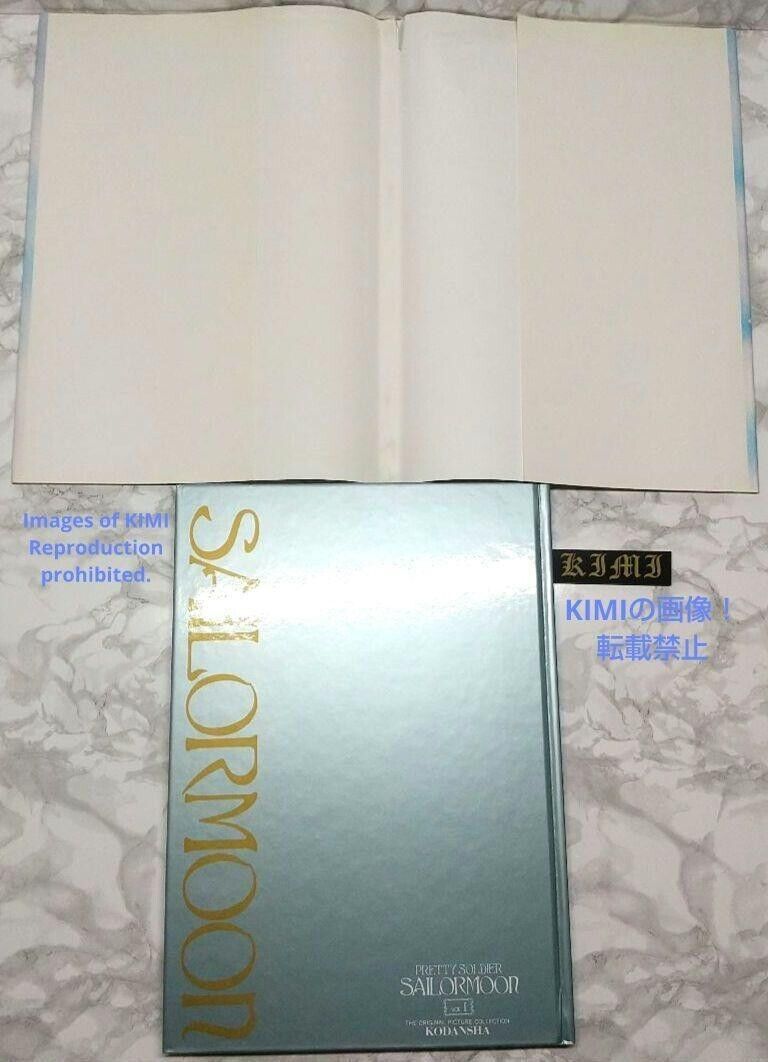 SAILORMOON
Images of KIMI
Reproduction
prohibited.
KIMI
KIMIの画像！
転載禁止
PRETTY SOLDIER
SAILORMOON
VOL. I
THE ORIGINAL PICTURE COLLECTION
KODANSHA